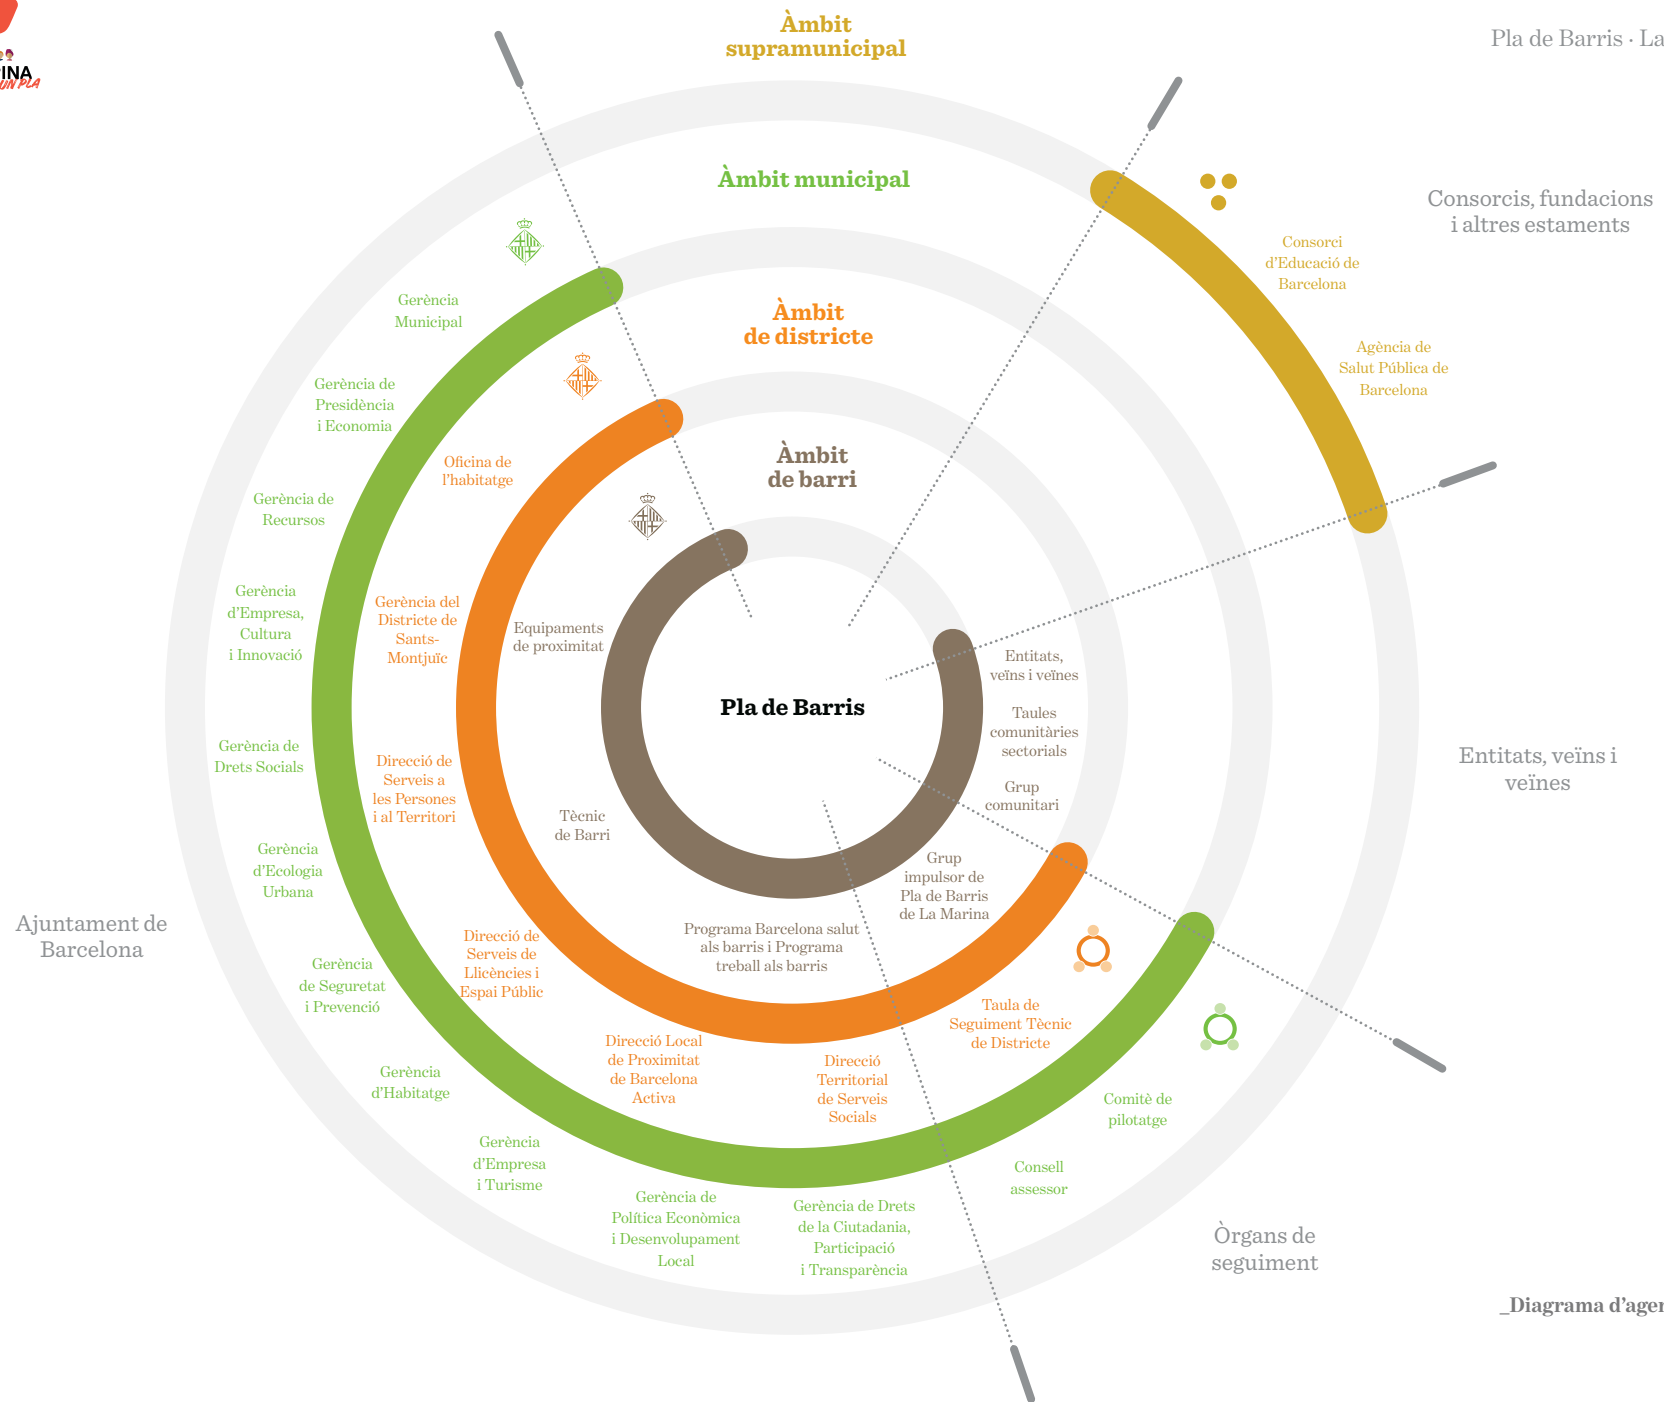 Àmbit
supramunicipal
Pla de Barris · La
UN PLA
Àmbit municipal
Consorcis, fundacions
i altres estaments
Consorci
d'Educació de
Barcelona
Gerència
Municipal
Àmbit
de districte
Agència de
Salut Pública de
Barcelona
Gerència de
Presidència
i Economia
Àmbit
de barri
Oficina de
l'habitatge
Gerència de
Recursos
Gerència
d'Empresa,
Cultura
i Innovació
Gerència del
Districte de
Sants-
Montjuïc
Equipaments
de proximitat
Entitats,
veïns i veïnes
Pla de Barris
Taules
comunitàries
sectorials
Gerència de
Drets Socials
Direcció de
Serveis a
les Persones
i al Territori
Entitats, veïns i
veïnes
Grup
comunitari
Tècnic
de Barri
Gerència
d'Ecologia
Urbana
Grup
impulsor de
Pla de Barris
de La Marina
Ajuntament de
Barcelona
Programa Barcelona salut
als barris i Programa
treball als barris
Direcció de
Serveis de
Llicències i
Espai Públic
Gerència
de Seguretat
i Prevenció
Taula de
Seguiment Tècnic
de Districte
Direcció Local
de Proximitat
de Barcelona
Activa
Direcció
Territorial
de Serveis
Socials
Gerència
d'Habitatge
Comitè de
pilotatge
Gerència
d'Empresa
i Turisme
Consell
assessor
Gerència de
Política Econòmica
i Desenvolupament
Local
Gerència de Drets
de la Ciutadania,
Participació
i Transparència
Òrgans de
seguiment
_Diagrama d'agen